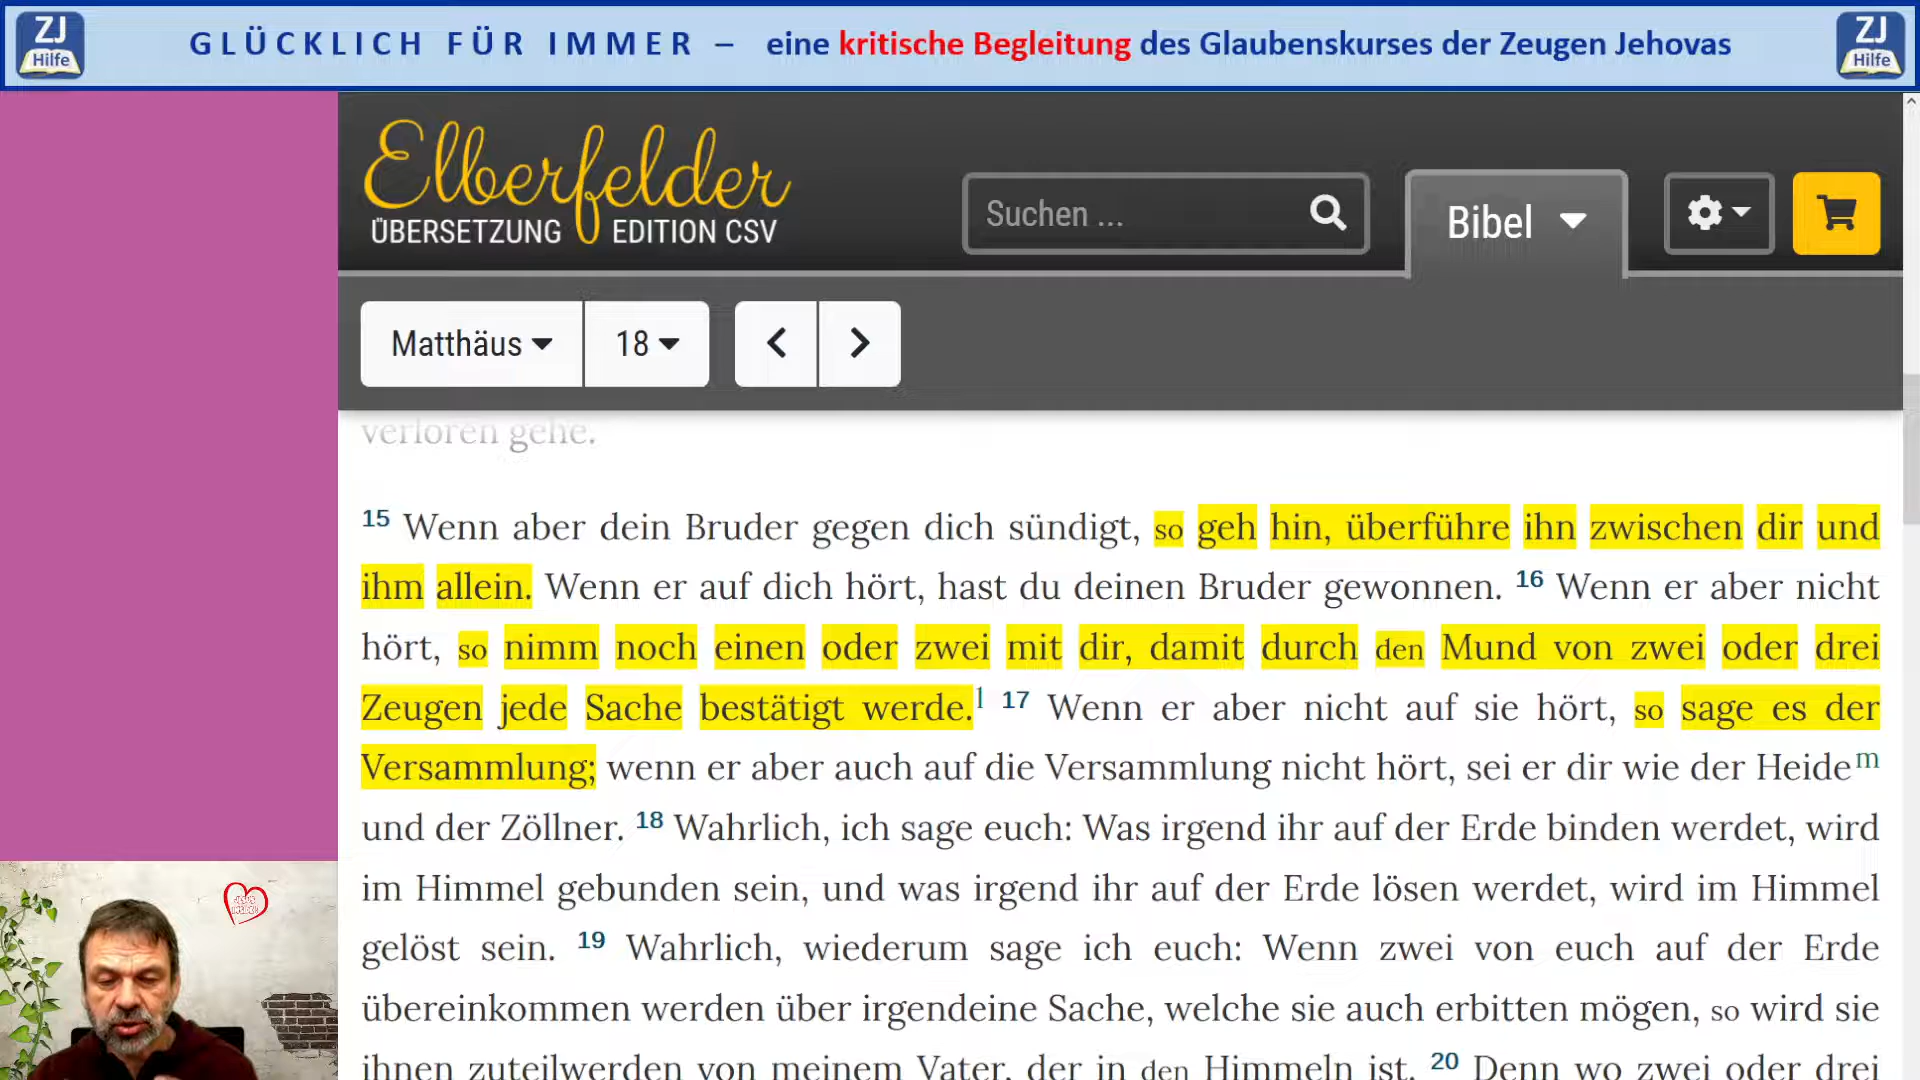 ZJ
Hilfe
GLÜCKLICH FÜR IMMER – eine kritische Begleitung des Glaubenskurses der Zeugen Jehovas
ZJ
Hilfe
Elberfelder
ÜBERSETZUNG EDITION CSV
Suchen ...
Bibel
Matthäus
18
verloren gehe.
15 Wenn aber dein Bruder gegen dich sündigt, so geh hin, überführe ihn zwischen dir und
ihm allein. Wenn er auf dich hört, hast du deinen Bruder gewonnen. 16 Wenn er aber nicht
hört, so nimm noch einen oder zwei mit dir, damit durch den Mund von zwei oder drei
Zeugen jede Sache bestätigt werde.l 17 Wenn er aber nicht auf sie hört, so sage es der
Versammlung; wenn er aber auch auf die Versammlung nicht hört, sei er dir wie der Heidem
und der Zöllner. 18 Wahrlich, ich sage euch: Was irgend ihr auf der Erde binden werdet, wird
im Himmel gebunden sein, und was irgend ihr auf der Erde lösen werdet, wird im Himmel
gelöst sein. 19 Wahrlich, wiederum sage ich euch: Wenn zwei von euch auf der Erde
übereinkommen werden über irgendeine Sache, welche sie auch erbitten mögen, so wird sie
ihnen zuteilwerden von meinem Vater, der in den Himmeln ist. 20 Denn wo zwei oder drei